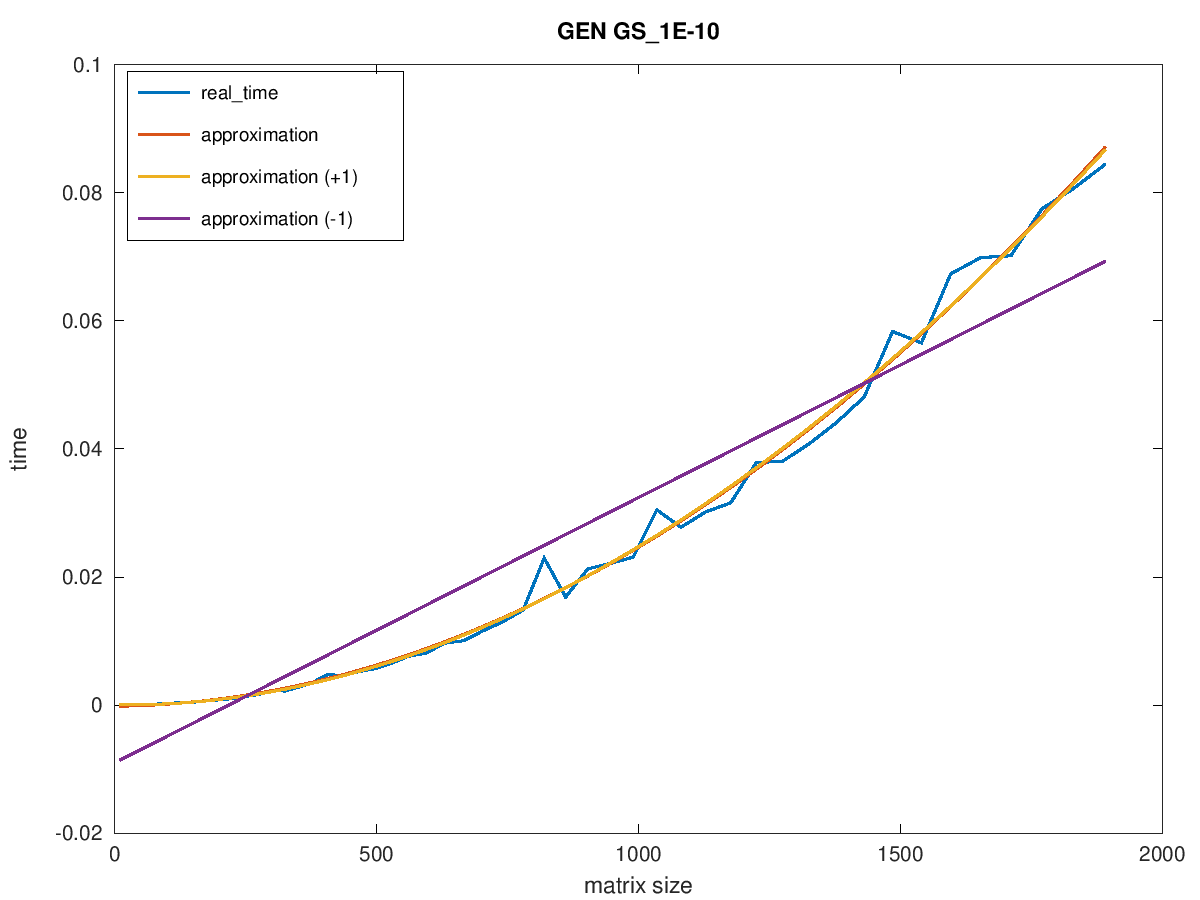 GEN GS_1E-10
0.1
real_time
approximation
approximation (+1)
approximation (-1)
0.08
0.06
time
0.04
0.02
0
-0.02
0 500 1000 1500 2000
matrix size